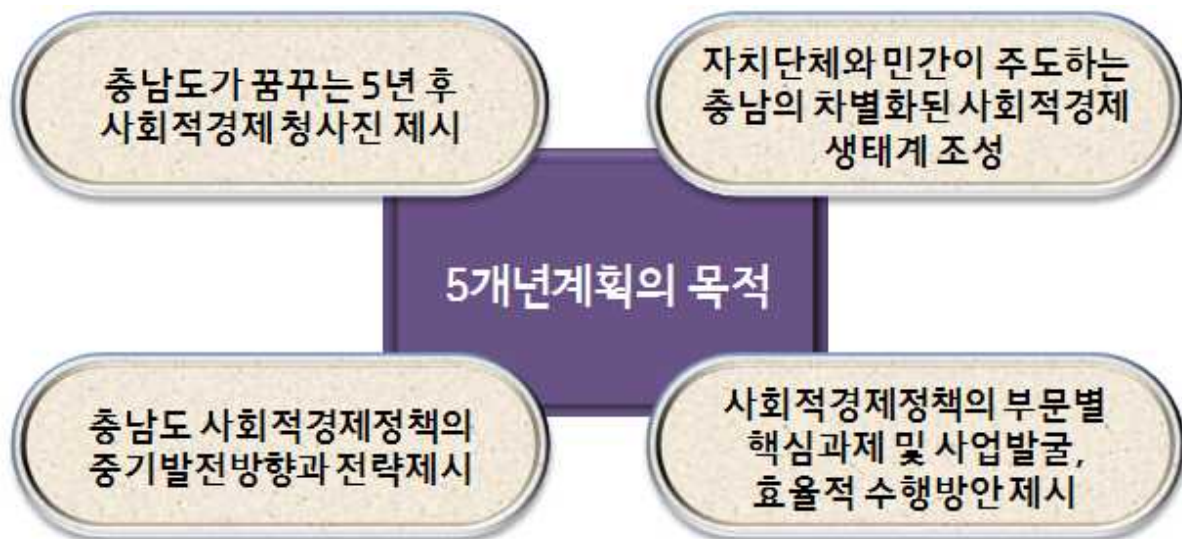 충남도가 꿈꾸는 5년 후
사회적경제 청사진 제시
자치단체와 민간이 주도하는
충남의 차별화된 사회적경제
생태계 조성
5개년계획의 목적
충남도 사회적경제정책의
중기발전방향과 전략제시
사회적경제정책의 부문별
핵심과제 및 사업발굴,
효율적 수행방안 제시